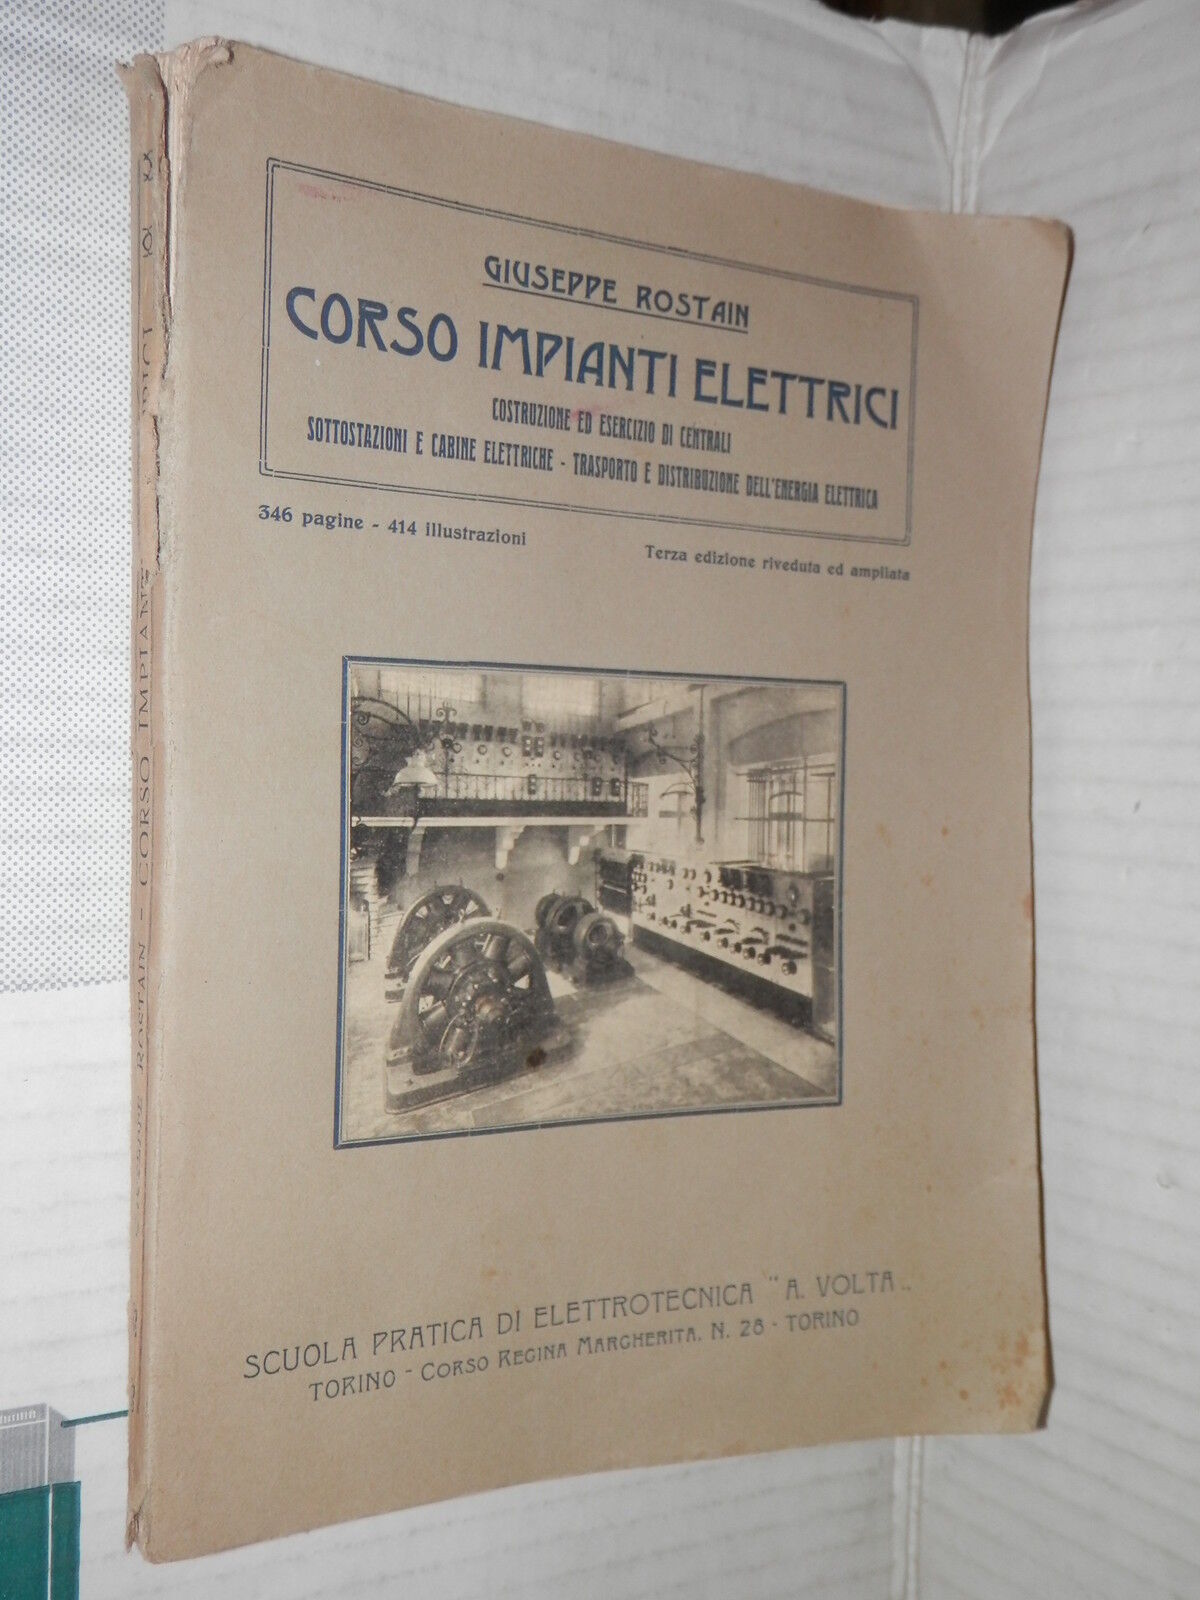 GIUSEPPE ROSTAIN
CORSO IMPIANTI ELETTRICI
COSTRUZIONE ED ESERCIZIO DI CENTRALI
SOTTOSTAZIONI E CABINE ELETTRICHE - TRASPORTO E DISTRIBUZIONE DELL'ENERGIA ELETTRICA
346 pagine - 414 illustrazioni
Terza edizione riveduta ed ampliata
SCUOLA PRATICA DI ELETTROTECNICA "A. VOLTA„
TORINO - CORSO REGINA MARGHERITA, N. 28 - TORINO
ROSTAIN - CORSO